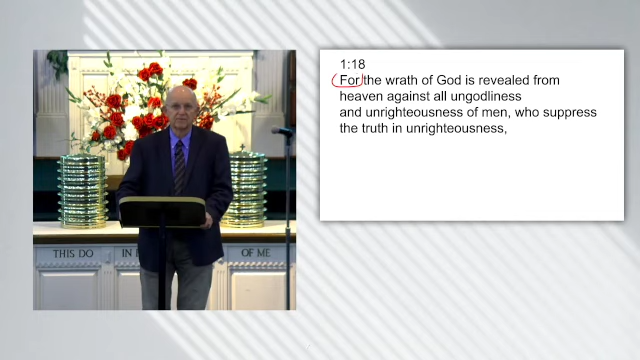 1:18
For the wrath of God is revealed from
heaven against all ungodliness
and unrighteousness of men, who suppress
the truth in unrighteousness,
THIS DO IN OF ME